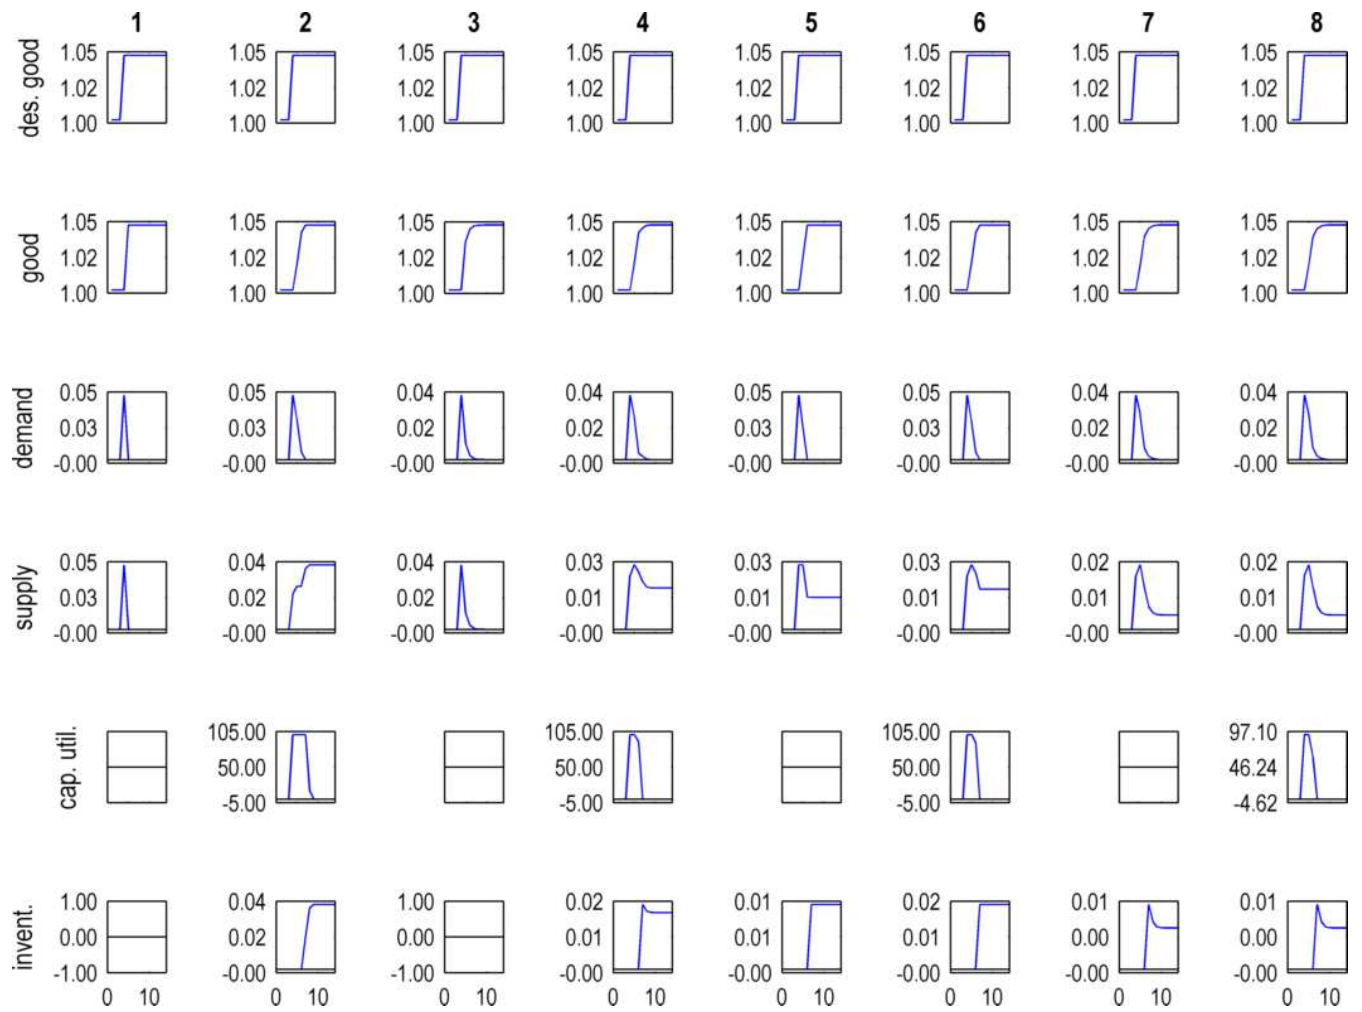 1 2 3 4 5 6 7 8
des. good
1.05 1.05 1.05 1.05 1.05 1.05 1.05 1.05
1.02 1.02 1.02 1.02 1.02 1.02 1.02 1.02
1.00 1.00 1.00 1.00 1.00 1.00 1.00 1.00
good
1.05 1.05 1.05 1.05 1.05 1.05 1.05 1.05
1.02 1.02 1.02 1.02 1.02 1.02 1.02 1.02
1.00 1.00 1.00 1.00 1.00 1.00 1.00 1.00
demand
0.05 0.05 0.04 0.04 0.05 0.05 0.04 0.04
0.03 0.03 0.02 0.02 0.03 0.03 0.02 0.02
-0.00 -0.00 -0.00 -0.00 -0.00 -0.00 -0.00 -0.00
supply
0.05 0.04 0.04 0.03 0.03 0.03 0.02 0.02
0.03 0.02 0.02 0.01 0.01 0.01 0.01 0.01
-0.00 -0.00 -0.00 -0.00 -0.00 -0.00 -0.00 -0.00
cap. util.
105.00 105.00 105.00 97.10
50.00 50.00 50.00 46.24
-5.00 -5.00 -5.00 -4.62
invent.
1.00 0.04 1.00 0.02 0.01 0.02 0.01 0.01
0.00 0.02 0.00 0.01 0.01 0.01 0.00 0.00
-1.00 -0.00 -1.00 -0.00 -0.00 -0.00 -0.00 -0.00
0 10 0 10 0 10 0 10 0 10 0 10 0 10 0 10